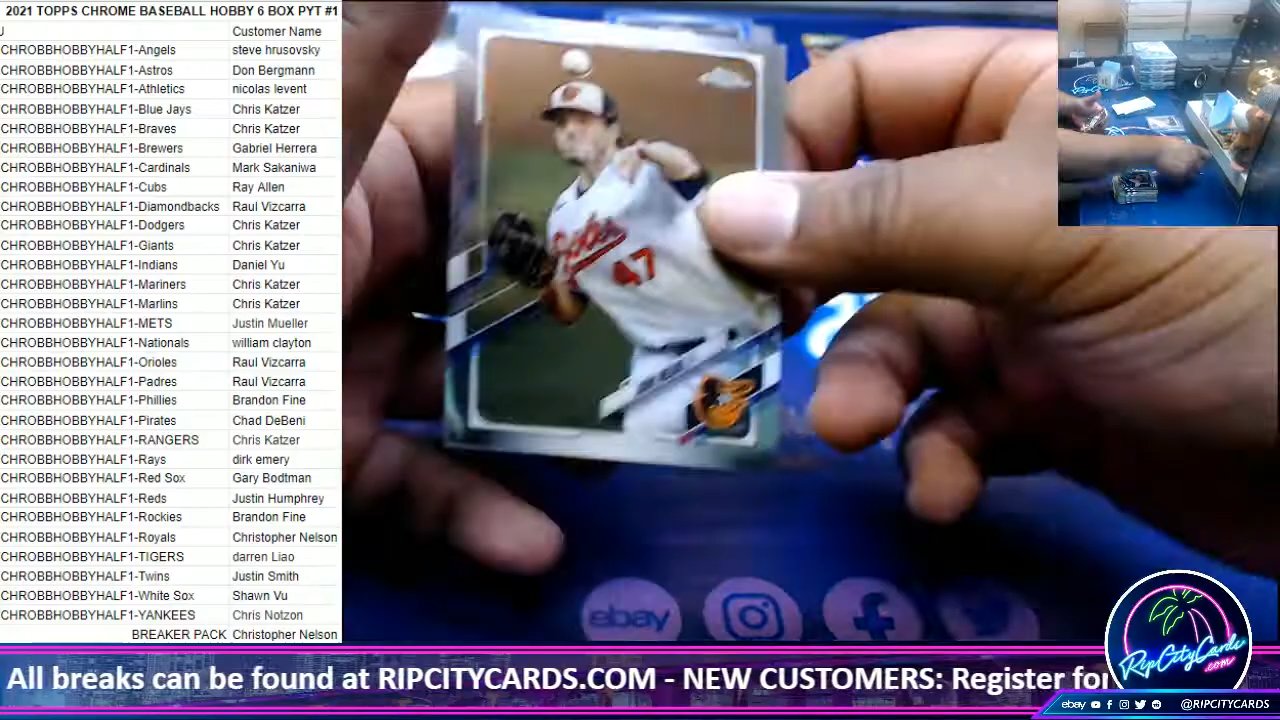 2021 TOPPS CHROME BASEBALL HOBBY 6 BOX PYT #1
Customer Name
CHROBBHOBBYHALF1-Angels steve hrusovsky
CHROBBHOBBYHALF1-Astros Don Bergmann
CHROBBHOBBYHALF1-Athletics nicolas levent
CHROBBHOBBYHALF1-Blue Jays Chris Katzer
CHROBBHOBBYHALF1-Braves Chris Katzer
CHROBBHOBBYHALF1-Brewers Gabriel Herrera
CHROBBHOBBYHALF1-Cardinals Mark Sakaniwa
CHROBBHOBBYHALF1-Cubs Ray Allen
CHROBBHOBBYHALF1-Diamondbacks Raul Vizcarra
CHROBBHOBBYHALF1-Dodgers Chris Katzer
CHROBBHOBBYHALF1-Giants Chris Katzer
CHROBBHOBBYHALF1-Indians Daniel Yu
CHROBBHOBBYHALF1-Mariners Chris Katzer
CHROBBHOBBYHALF1-Marlins Chris Katzer
CHROBBHOBBYHALF1-METS Justin Mueller
CHROBBHOBBYHALF1-Nationals william clayton
CHROBBHOBBYHALF1-Orioles Raul Vizcarra
CHROBBHOBBYHALF1-Padres Raul Vizcarra
CHROBBHOBBYHALF1-Phillies Brandon Fine
CHROBBHOBBYHALF1-Pirates Chad DeBeni
CHROBBHOBBYHALF1-RANGERS Chris Katzer
CHROBBHOBBYHALF1-Rays dirk emery
CHROBBHOBBYHALF1-Red Sox Gary Bodtman
CHROBBHOBBYHALF1-Reds Justin Humphrey
CHROBBHOBBYHALF1-Rockies Brandon Fine
CHROBBHOBBYHALF1-Royals Christopher Nelson
CHROBBHOBBYHALF1-TIGERS darren Liao
CHROBBHOBBYHALF1-Twins Justin Smith
CHROBBHOBBYHALF1-White Sox Shawn Vu
CHROBBHOBBYHALF1-YANKEES Chris Notzon
BREAKER PACK Christopher Nelson
Orioles
47
ebay
RipCityCards
.com
All breaks can be found at RIPCITYCARDS.COM - NEW CUSTOMERS: Register for
ebay @RIPCITYCARDS